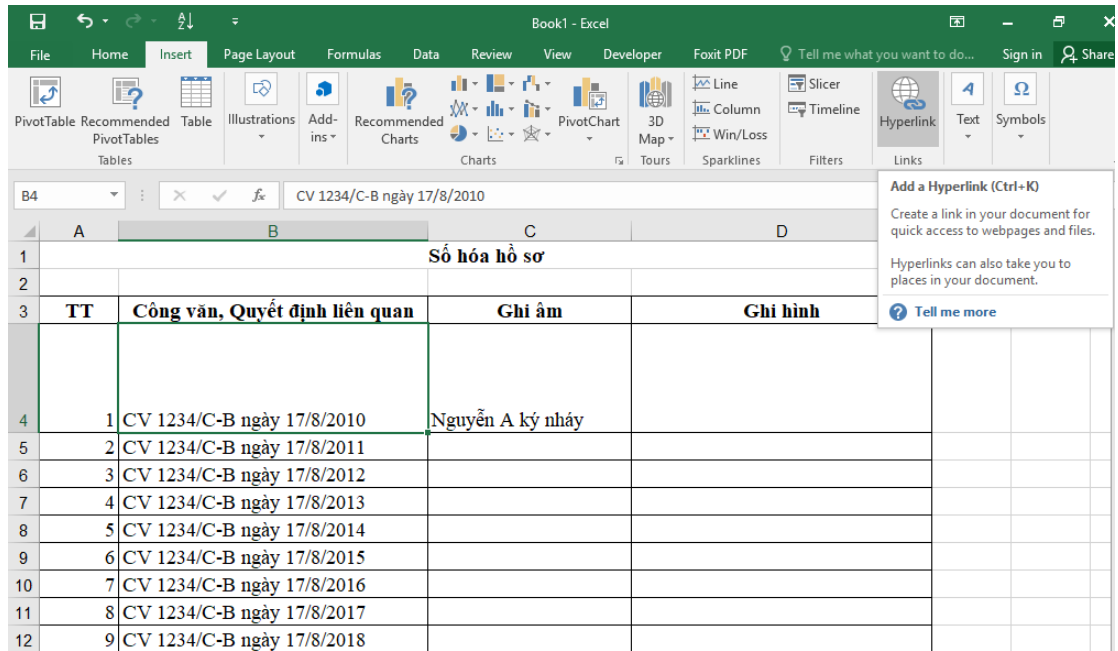 Book1 - Excel
File Home Insert Page Layout Formulas Data Review View Developer Foxit PDF Tell me what you want to do... Sign in Share
PivotTable Recommended PivotTables Table Illustrations Add-ins Recommended Charts PivotChart 3D Map Line Column Win/Loss Slicer Timeline Hyperlink Text Symbols
Tables Charts Tours Sparklines Filters Links
B4 fx CV 1234/C-B ngày 17/8/2010
Add a Hyperlink (Ctrl+K)
Create a link in your document for
quick access to webpages and files.
Hyperlinks can also take you to
places in your document.
Tell me more
A B C D
1 Số hóa hồ sơ
2
3 TT Công văn, Quyết định liên quan Ghi âm Ghi hình
4 1 CV 1234/C-B ngày 17/8/2010 Nguyễn A ký nháy
5 2 CV 1234/C-B ngày 17/8/2011
6 3 CV 1234/C-B ngày 17/8/2012
7 4 CV 1234/C-B ngày 17/8/2013
8 5 CV 1234/C-B ngày 17/8/2014
9 6 CV 1234/C-B ngày 17/8/2015
10 7 CV 1234/C-B ngày 17/8/2016
11 8 CV 1234/C-B ngày 17/8/2017
12 9 CV 1234/C-B ngày 17/8/2018